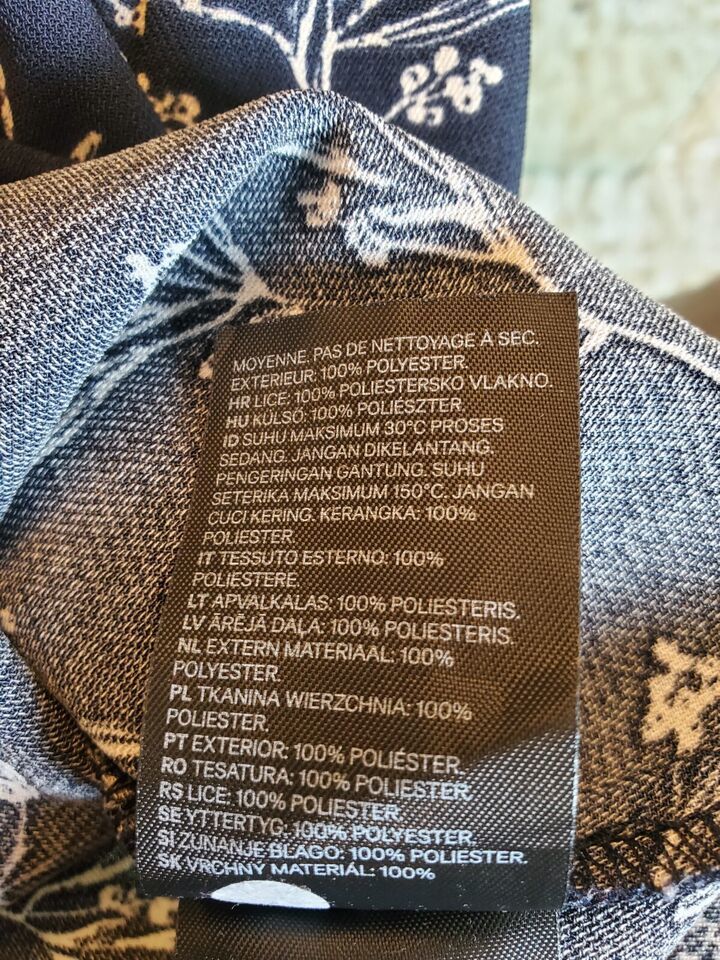 MOYENNE. PAS DE NETTOYAGE À SEC.
EXTERIEUR: 100% POLYESTER.
HR LICE: 100% POLIESTERSKO VLAKNO.
HU KÜLSŐ: 100% POLIÉSZTER
ID SUHU MAKSIMUM 30°C PROSES
SEDANG. JANGAN DIKELANTANG.
PENGERINGAN GANTUNG. SUHU
SETERIKA MAKSIMUM 150°C. JANGAN
CUCI KERING. KERANGKA: 100%
POLIESTER.
IT TESSUTO ESTERNO: 100%
POLIESTERE.
LT APVALKALAS: 100% POLIESTERIS.
LV ĀRĒJĀ DAĻA: 100% POLIESTERIS.
NL EXTERN MATERIAAL: 100%
POLYESTER.
PL TKANINA WIERZCHNIA: 100%
POLIESTER.
PT EXTERIOR: 100% POLIÉSTER.
RO TESATURA: 100% POLIESTER.
RS LICE: 100% POLIESTER.
SE YTTERTYG: 100% POLYESTER.
SI ZUNANJE BLAGO: 100% POLIESTER.
SK VRCHNÝ MATERIÁL: 100%